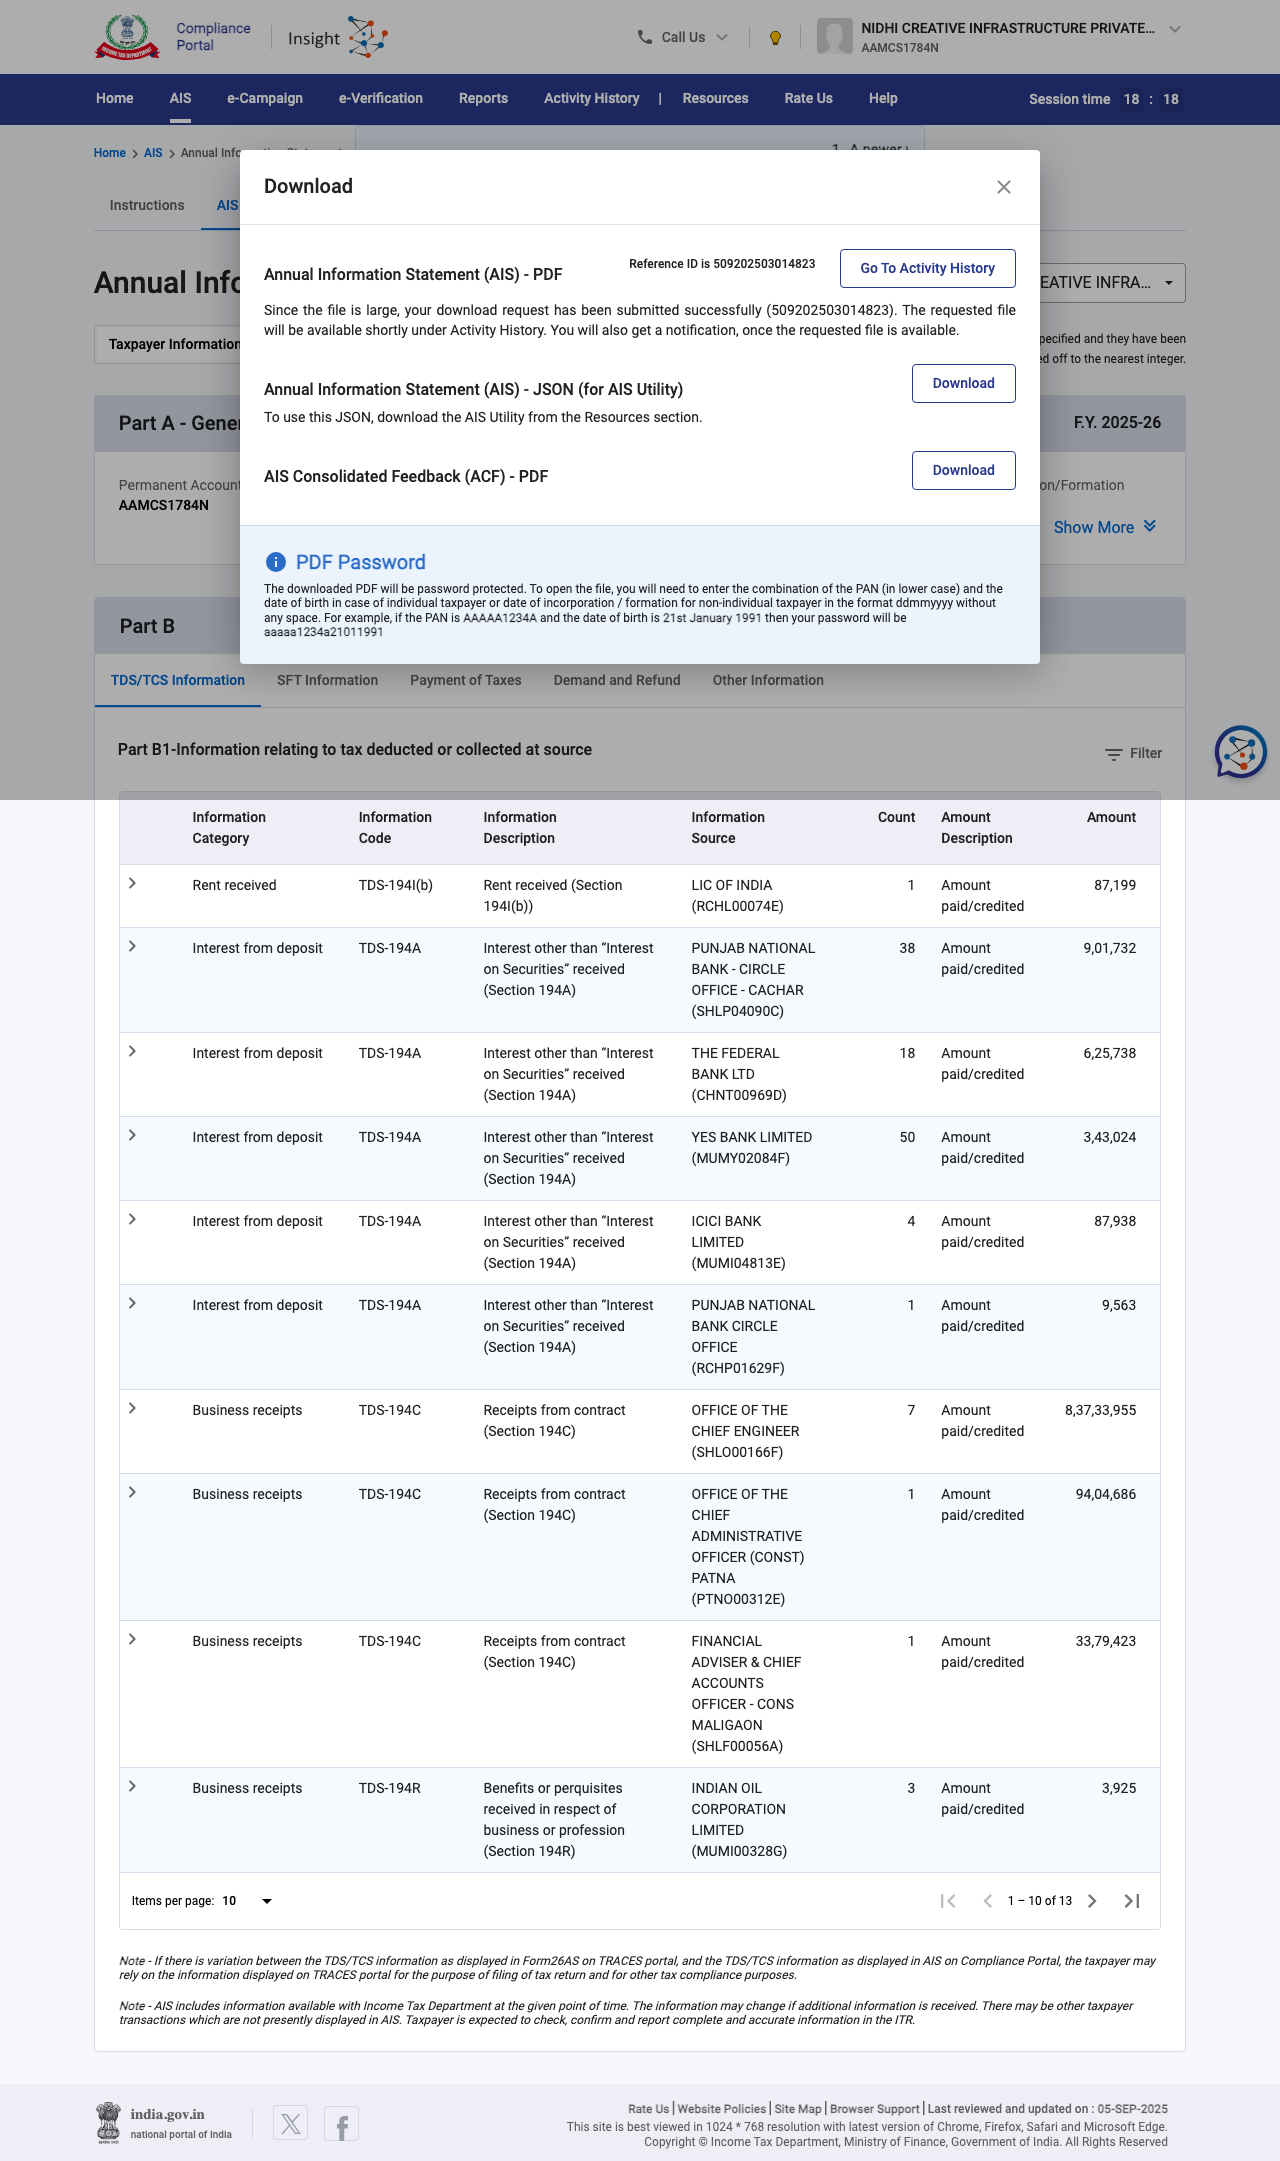 Compliance
Portal
Insight
Call Us
NIDHI CREATIVE INFRASTRUCTURE PRIVATE...
AAMCS1784N
Home AIS e-Campaign e-Verification Reports Activity History | Resources Rate Us Help Session time 18 : 18
Home > AIS > Annual
1. A newer
Instructions AIS
Download
Annual Info
EATIVE INFRA...
Annual Information Statement (AIS) - PDF
Reference ID is 509202503014823
Go To Activity History
Since the file is large, your download request has been submitted successfully (509202503014823). The requested file
will be available shortly under Activity History. You will also get a notification, once the requested file is available.
Taxpayer Information
pecified and they have been
ed off to the nearest integer.
Annual Information Statement (AIS) - JSON (for AIS Utility)
Download
To use this JSON, download the AIS Utility from the Resources section.
Part A - Gener
F.Y. 2025-26
AIS Consolidated Feedback (ACF) - PDF
Download
Permanent Account
AAMCS1784N
on/Formation
Show More
PDF Password
The downloaded PDF will be password protected. To open the file, you will need to enter the combination of the PAN (in lower case) and the
date of birth in case of individual taxpayer or date of incorporation / formation for non-individual taxpayer in the format ddmmyyyy without
any space. For example, if the PAN is AAAAA1234A and the date of birth is 21st January 1991 then your password will be
aaaaa1234a21011991
Part B
TDS/TCS Information SFT Information Payment of Taxes Demand and Refund Other Information
Part B1-Information relating to tax deducted or collected at source
Filter
Information Category Information Code Information Description Information Source Count Amount Description Amount
Rent received TDS-194I(b) Rent received (Section 194I(b)) LIC OF INDIA (RCHL00074E) 1 Amount paid/credited 87,199
Interest from deposit TDS-194A Interest other than “Interest on Securities” received (Section 194A) PUNJAB NATIONAL BANK - CIRCLE OFFICE - CACHAR (SHLP04090C) 38 Amount paid/credited 9,01,732
Interest from deposit TDS-194A Interest other than “Interest on Securities” received (Section 194A) THE FEDERAL BANK LTD (CHNT00969D) 18 Amount paid/credited 6,25,738
Interest from deposit TDS-194A Interest other than “Interest on Securities” received (Section 194A) YES BANK LIMITED (MUMY02084F) 50 Amount paid/credited 3,43,024
Interest from deposit TDS-194A Interest other than “Interest on Securities” received (Section 194A) ICICI BANK LIMITED (MUMI04813E) 4 Amount paid/credited 87,938
Interest from deposit TDS-194A Interest other than “Interest on Securities” received (Section 194A) PUNJAB NATIONAL BANK CIRCLE OFFICE (RCHP01629F) 1 Amount paid/credited 9,563
Business receipts TDS-194C Receipts from contract (Section 194C) OFFICE OF THE CHIEF ENGINEER (SHLO00166F) 7 Amount paid/credited 8,37,33,955
Business receipts TDS-194C Receipts from contract (Section 194C) OFFICE OF THE CHIEF ADMINISTRATIVE OFFICER (CONST) PATNA (PTNO00312E) 1 Amount paid/credited 94,04,686
Business receipts TDS-194C Receipts from contract (Section 194C) FINANCIAL ADVISER & CHIEF ACCOUNTS OFFICER - CONS MALIGAON (SHLF00056A) 1 Amount paid/credited 33,79,423
Business receipts TDS-194R Benefits or perquisites received in respect of business or profession (Section 194R) INDIAN OIL CORPORATION LIMITED (MUMI00328G) 3 Amount paid/credited 3,925
Items per page: 10
1 – 10 of 13
Note - If there is variation between the TDS/TCS information as displayed in Form26AS on TRACES portal, and the TDS/TCS information as displayed in AIS on Compliance Portal, the taxpayer may
rely on the information displayed on TRACES portal for the purpose of filing of tax return and for other tax compliance purposes.
Note - AIS includes information available with Income Tax Department at the given point of time. The information may change if additional information is received. There may be other taxpayer
transactions which are not presently displayed in AIS. Taxpayer is expected to check, confirm and report complete and accurate information in the ITR.
india.gov.in
national portal of India
Rate Us | Website Policies | Site Map | Browser Support | Last reviewed and updated on : 05-SEP-2025
This site is best viewed in 1024 * 768 resolution with latest version of Chrome, Firefox, Safari and Microsoft Edge.
Copyright © Income Tax Department, Ministry of Finance, Government of India. All Rights Reserved